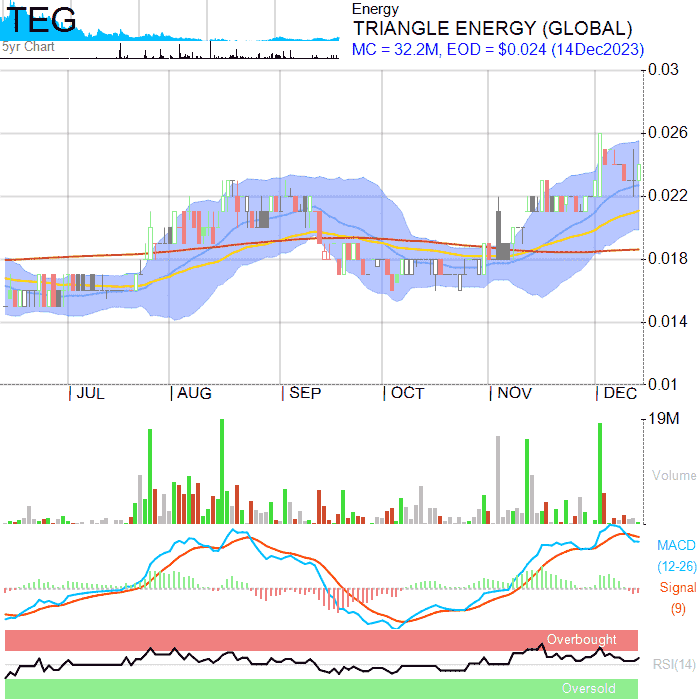 TEG
5yr Chart
Energy
TRIANGLE ENERGY (GLOBAL)
MC = 32.2M, EOD = $0.024 (14Dec2023)
0.03
0.026
0.022
0.018
0.014
0.01
JUL AUG SEP OCT NOV DEC
19M
Volume
MACD
(12-26)
Signal
(9)
Overbought
RSI(14)
Oversold